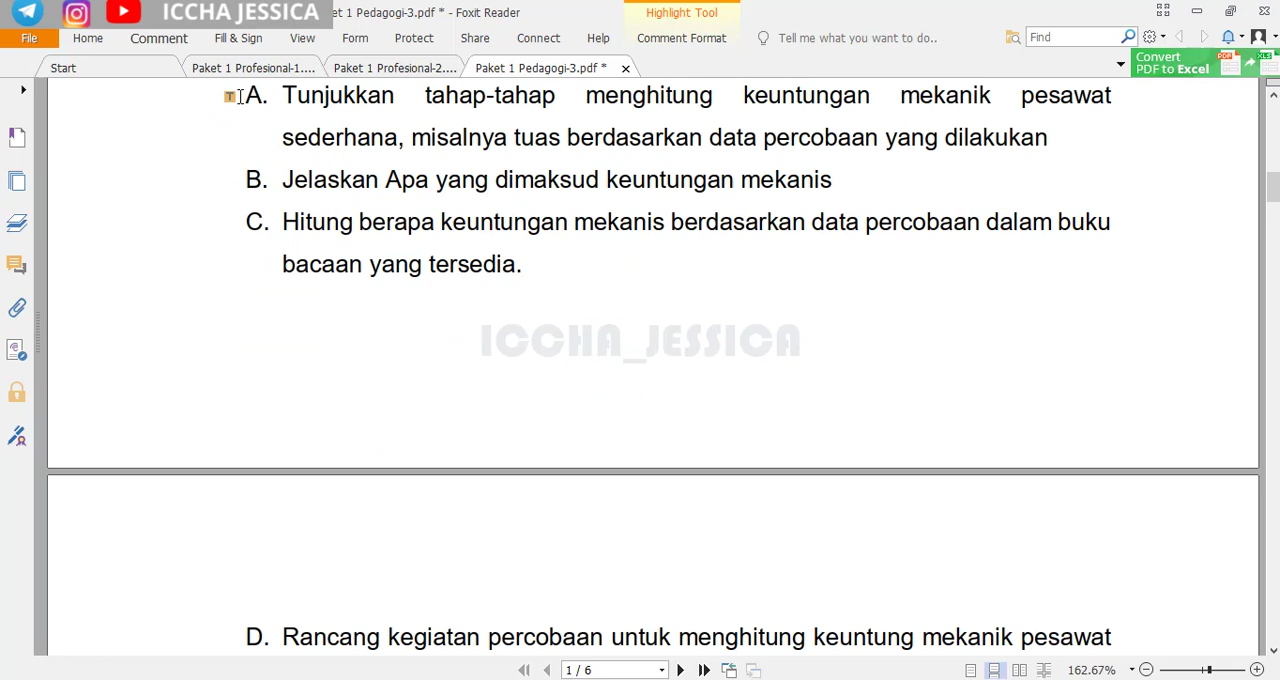 ICCHA JESSICA
et 1 Pedagogi-3.pdf * - Foxit Reader
Highlight Tool
File Home Comment Fill & Sign View Form Protect Share Connect Help Comment Format Tell me what you want to do.. Find
Start Paket 1 Profesional-1.... Paket 1 Profesional-2.... Paket 1 Pedagogi-3.pdf *
Convert
PDF to Excel
A. Tunjukkan tahap-tahap menghitung keuntungan mekanik pesawat
sederhana, misalnya tuas berdasarkan data percobaan yang dilakukan
B. Jelaskan Apa yang dimaksud keuntungan mekanis
C. Hitung berapa keuntungan mekanis berdasarkan data percobaan dalam buku
bacaan yang tersedia.
ICCHA_JESSICA
D. Rancang kegiatan percobaan untuk menghitung keuntung mekanik pesawat
1 / 6
162.67%